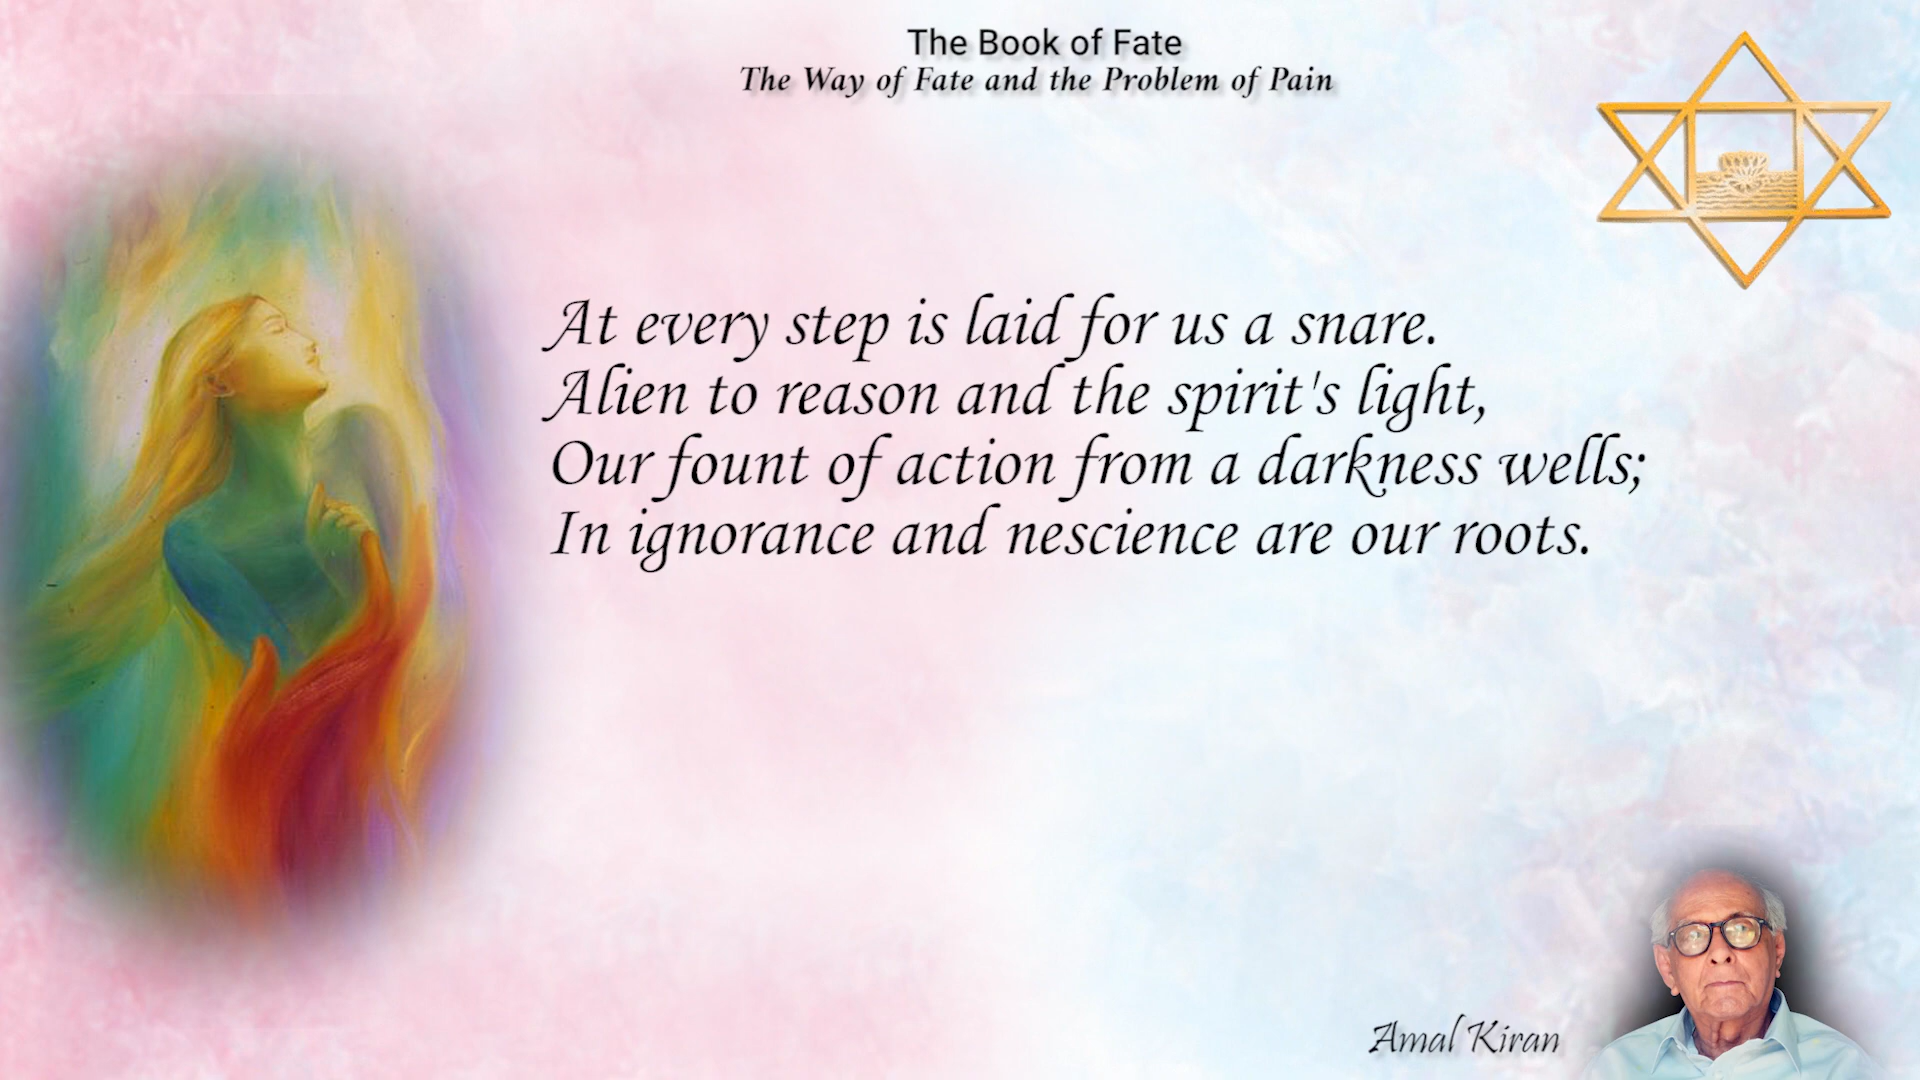 The Book of Fate
The Way of Fate and the Problem of Pain
At every step is laid for us a snare.
Alien to reason and the spirit's light,
Our fount of action from a darkness wells;
In ignorance and nescience are our roots.
Amal Kiran